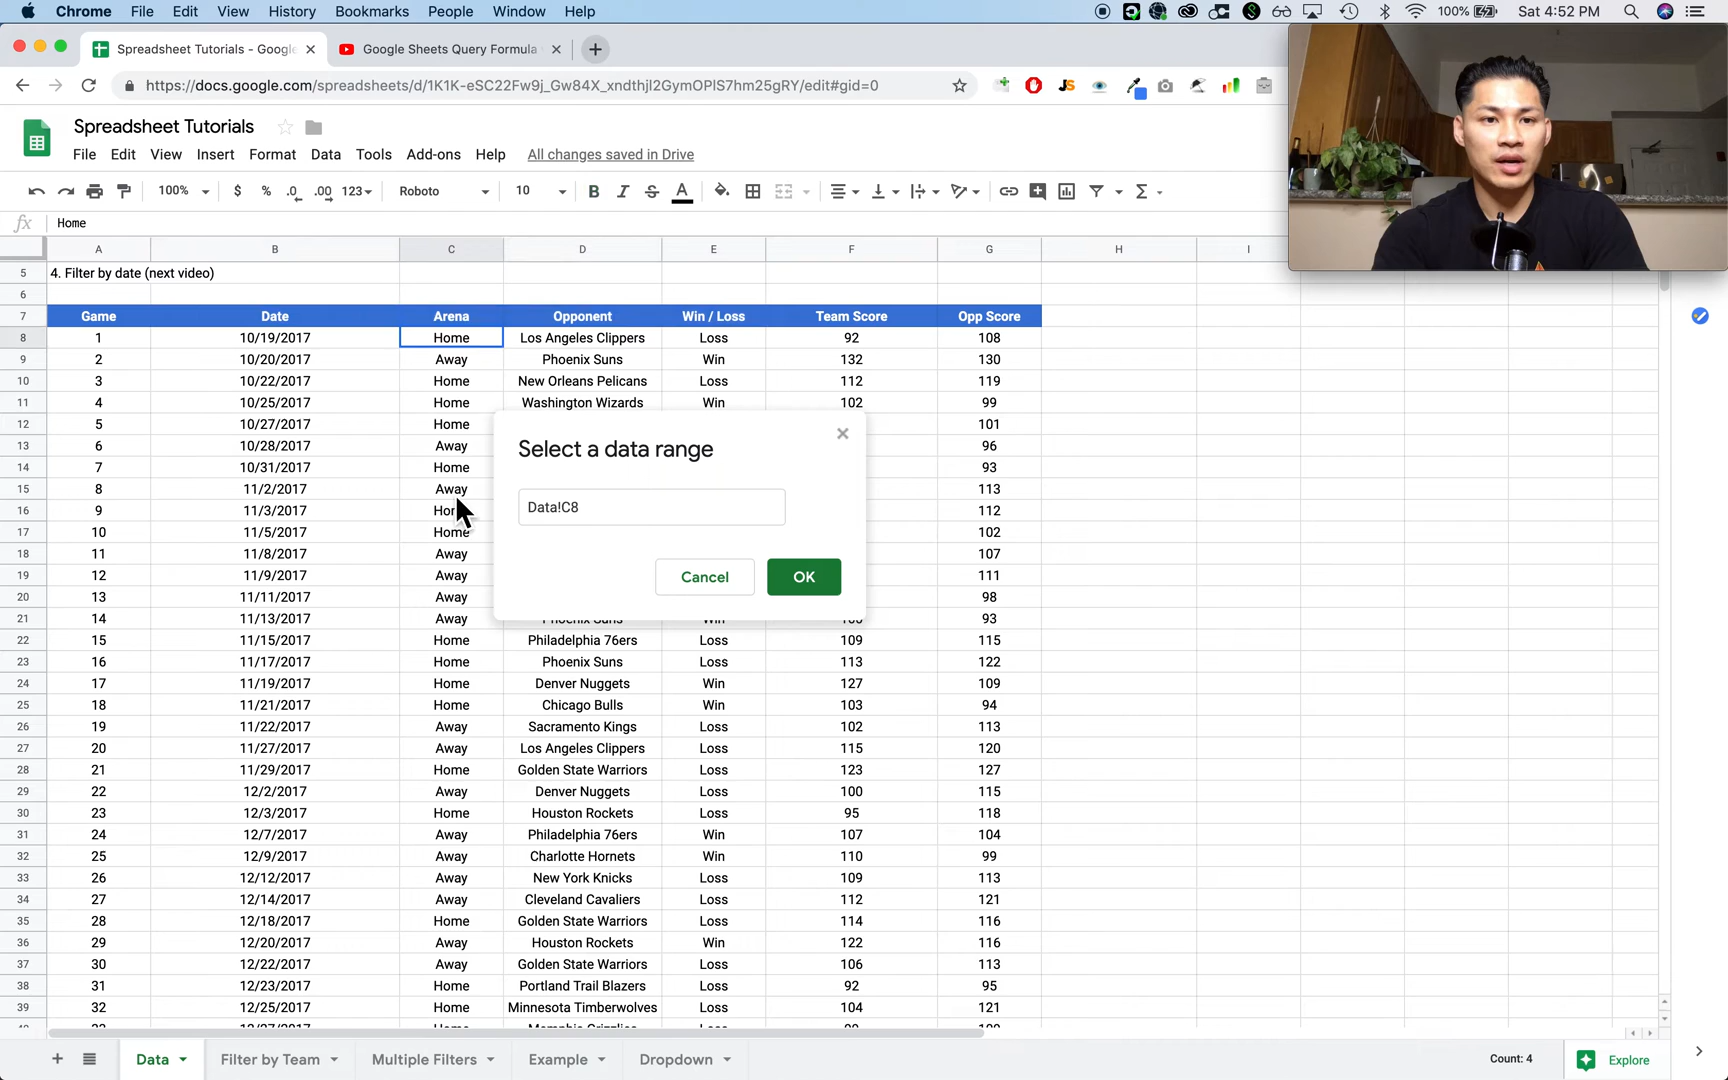 Chrome File Edit View History Bookmarks People Window Help 100% Sat 4:52 PM
Spreadsheet Tutorials - Google Google Sheets Query Formula
https://docs.google.com/spreadsheets/d/1K1K-eSC22Fw9j_Gw84X_xndthjl2GymOPlS7hm25gRY/edit#gid=0 JS
Spreadsheet Tutorials
File Edit View Insert Format Data Tools Add-ons Help All changes saved in Drive
100% $ % .0 .00 123 Roboto 10 B I S A
fx Home
A B C D E F G H I
5 4. Filter by date (next video)
6
7 Game Date Arena Opponent Win / Loss Team Score Opp Score
8 1 10/19/2017 Home Los Angeles Clippers Loss 92 108
9 2 10/20/2017 Away Phoenix Suns Win 132 130
10 3 10/22/2017 Home New Orleans Pelicans Loss 112 119
11 4 10/25/2017 Home Washington Wizards Win 102 99
12 5 10/27/2017 Home 101
13 6 10/28/2017 Away 96
14 7 10/31/2017 Home 93
15 8 11/2/2017 Away 113
16 9 11/3/2017 112
17 10 11/5/2017 Home 102
18 11 11/8/2017 Away 107
19 12 11/9/2017 Away 111
20 13 11/11/2017 Away 98
21 14 11/13/2017 Away Phoenix Suns Win 93
22 15 11/15/2017 Home Philadelphia 76ers Loss 109 115
23 16 11/17/2017 Home Phoenix Suns Loss 113 122
24 17 11/19/2017 Home Denver Nuggets Win 127 109
25 18 11/21/2017 Home Chicago Bulls Win 103 94
26 19 11/22/2017 Away Sacramento Kings Loss 102 113
27 20 11/27/2017 Away Los Angeles Clippers Loss 115 120
28 21 11/29/2017 Home Golden State Warriors Loss 123 127
29 22 12/2/2017 Away Denver Nuggets Loss 100 115
30 23 12/3/2017 Home Houston Rockets Loss 95 118
31 24 12/7/2017 Away Philadelphia 76ers Win 107 104
32 25 12/9/2017 Away Charlotte Hornets Win 110 99
33 26 12/12/2017 Away New York Knicks Loss 109 113
34 27 12/14/2017 Away Cleveland Cavaliers Loss 112 121
35 28 12/18/2017 Home Golden State Warriors Loss 114 116
36 29 12/20/2017 Away Houston Rockets Win 122 116
37 30 12/22/2017 Away Golden State Warriors Loss 106 113
38 31 12/23/2017 Home Portland Trail Blazers Loss 92 95
39 32 12/25/2017 Home Minnesota Timberwolves Loss 104 121
Select a data range
Data!C8
Cancel OK
Data Filter by Team Multiple Filters Example Dropdown Count: 4 Explore